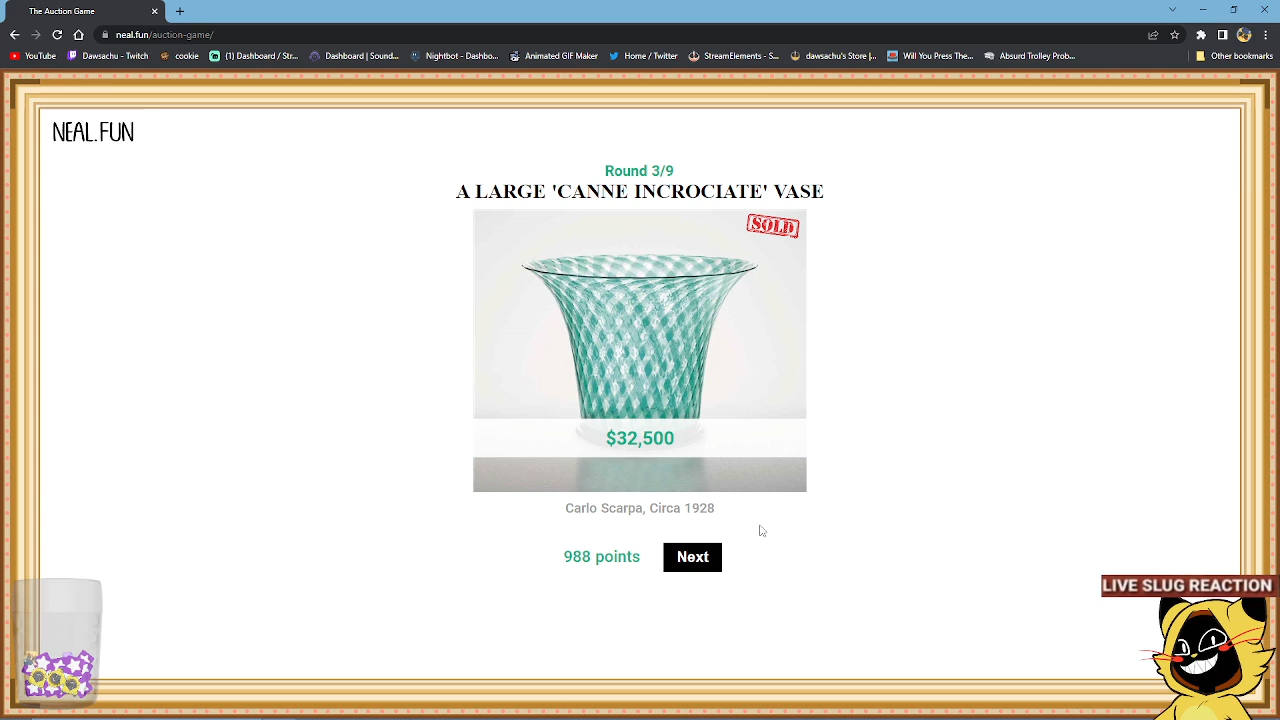 The Auction Game
neal.fun/auction-game/
YouTube
Dawsachu - Twitch
cookie
(1) Dashboard / Str...
Dashboard | Sound...
Nightbot - Dashbo...
Animated GIF Maker
Home / Twitter
StreamElements - S...
dawsachu's Store |...
Will You Press The...
Absurd Trolley Prob...
Other bookmarks
NEAL.FUN
Round 3/9
A LARGE 'CANNE INCROCIATE' VASE
SOLD
$32,500
Carlo Scarpa, Circa 1928
988 points
Next
LIVE SLUG REACTION